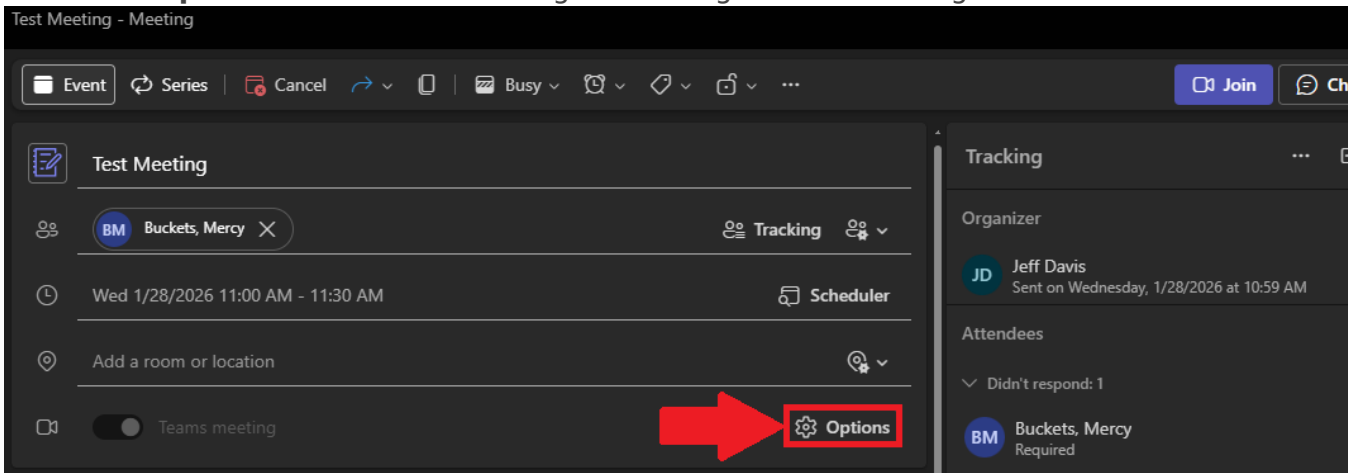 Test Meeting - Meeting
Event Series Cancel Busy Join
Test Meeting
BM Buckets, Mercy Tracking
Wed 1/28/2026 11:00 AM - 11:30 AM Scheduler
Add a room or location
Teams meeting Options
Tracking
Organizer
JD Jeff Davis
Sent on Wednesday, 1/28/2026 at 10:59 AM
Attendees
Didn't respond: 1
BM Buckets, Mercy
Required